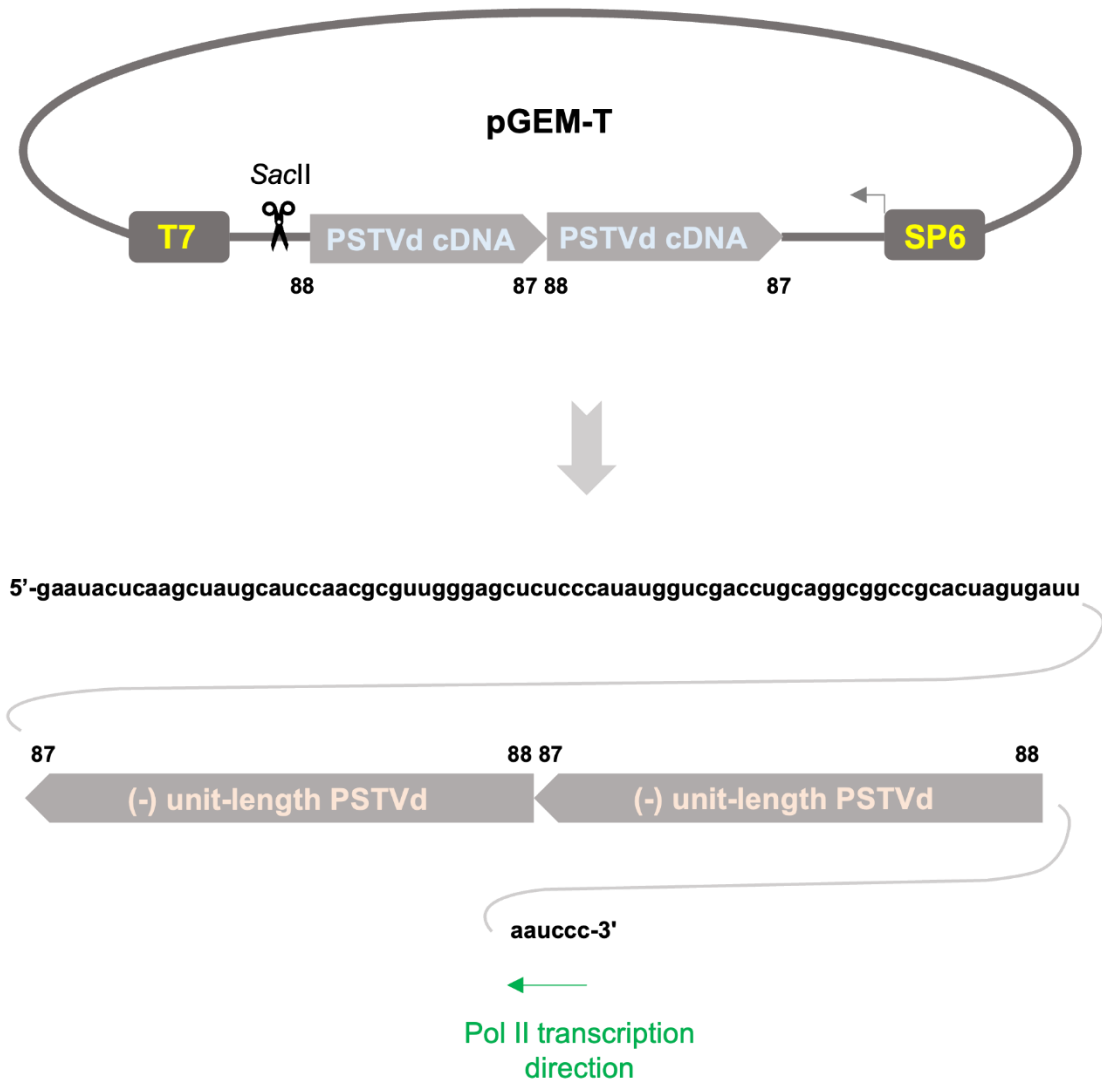 pGEM-T
SacII
T7
PSTVd cDNA
PSTVd cDNA
SP6
88
87 88
87
5’-gaauacucaagcuaugcauccaacgcguugggagcucucccauauggucgaccugcaggcggccgcacuagugauu
87
88 87
88
(-) unit-length PSTVd
(-) unit-length PSTVd
aauccc-3'
Pol II transcription
direction